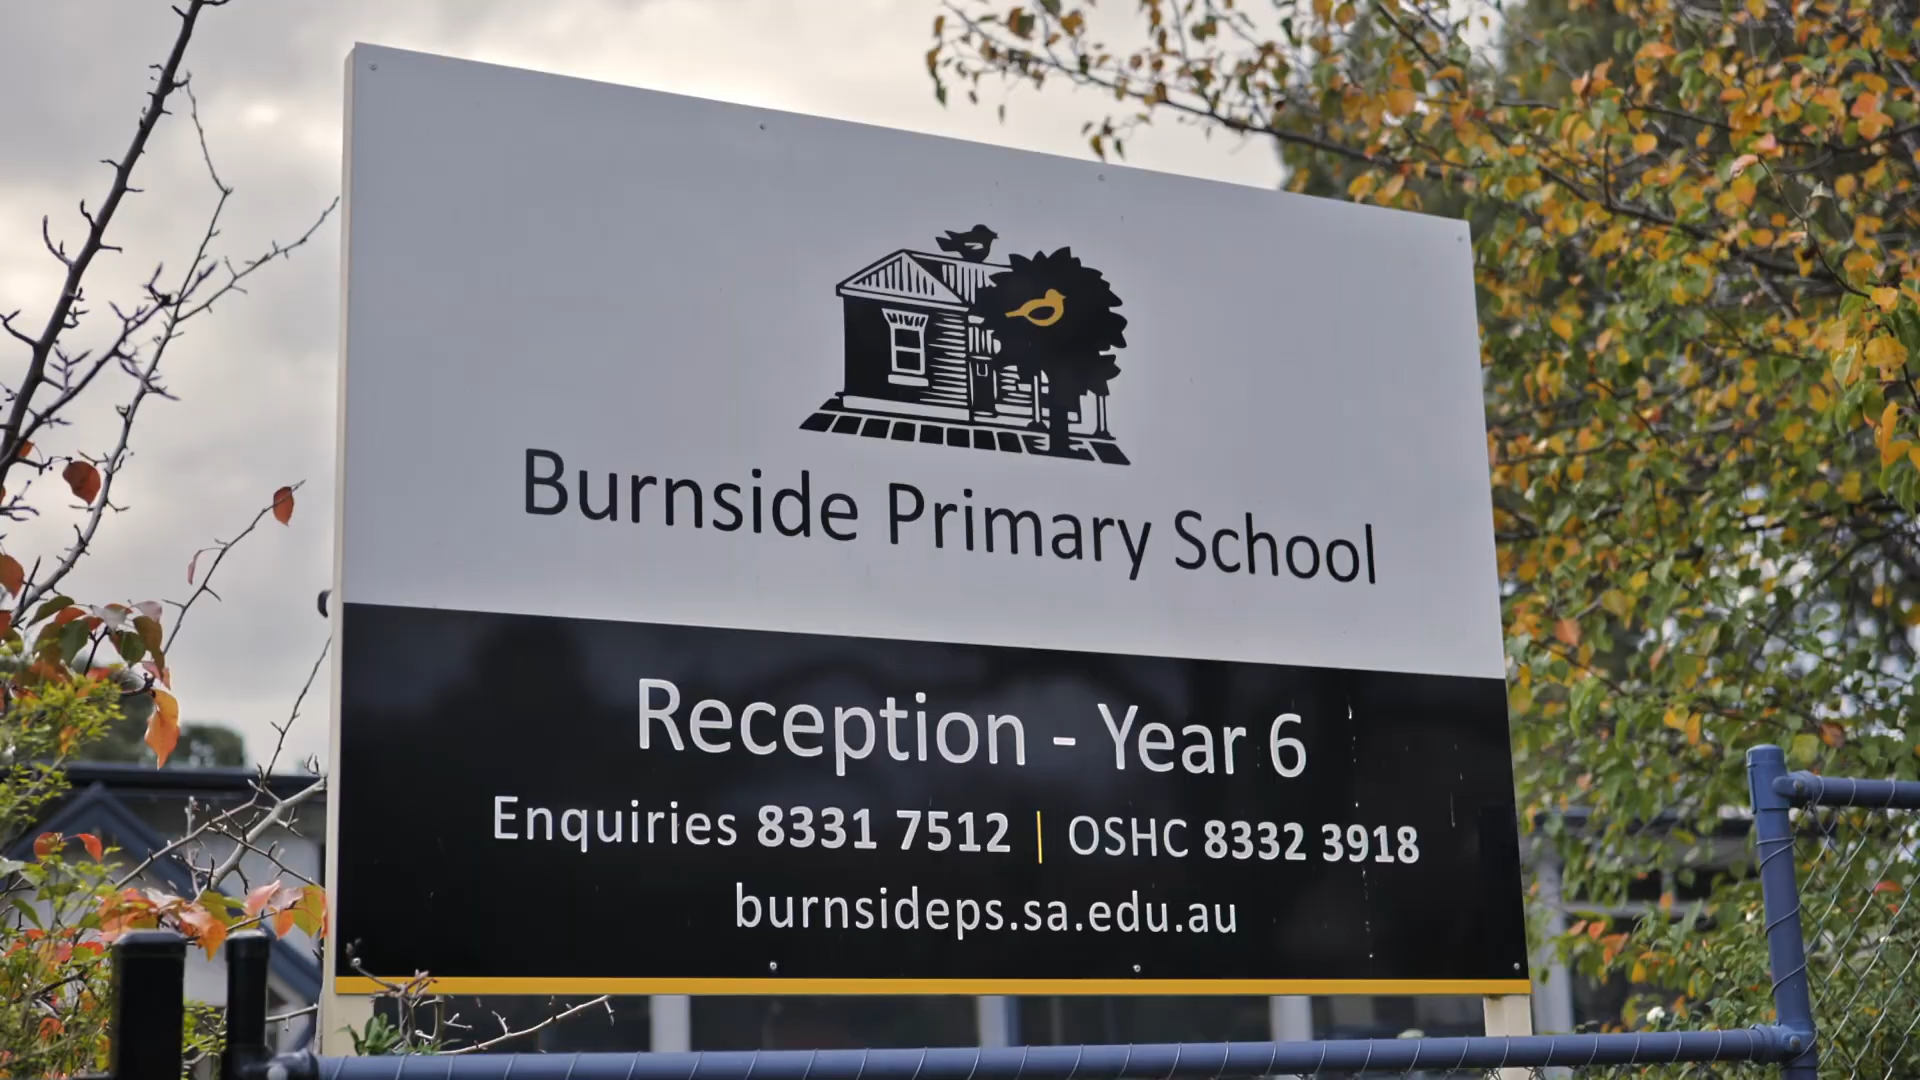 Burnside Primary School
Reception - Year 6
Enquiries 8331 7512 | OSHC 8332 3918
burnsideps.sa.edu.au